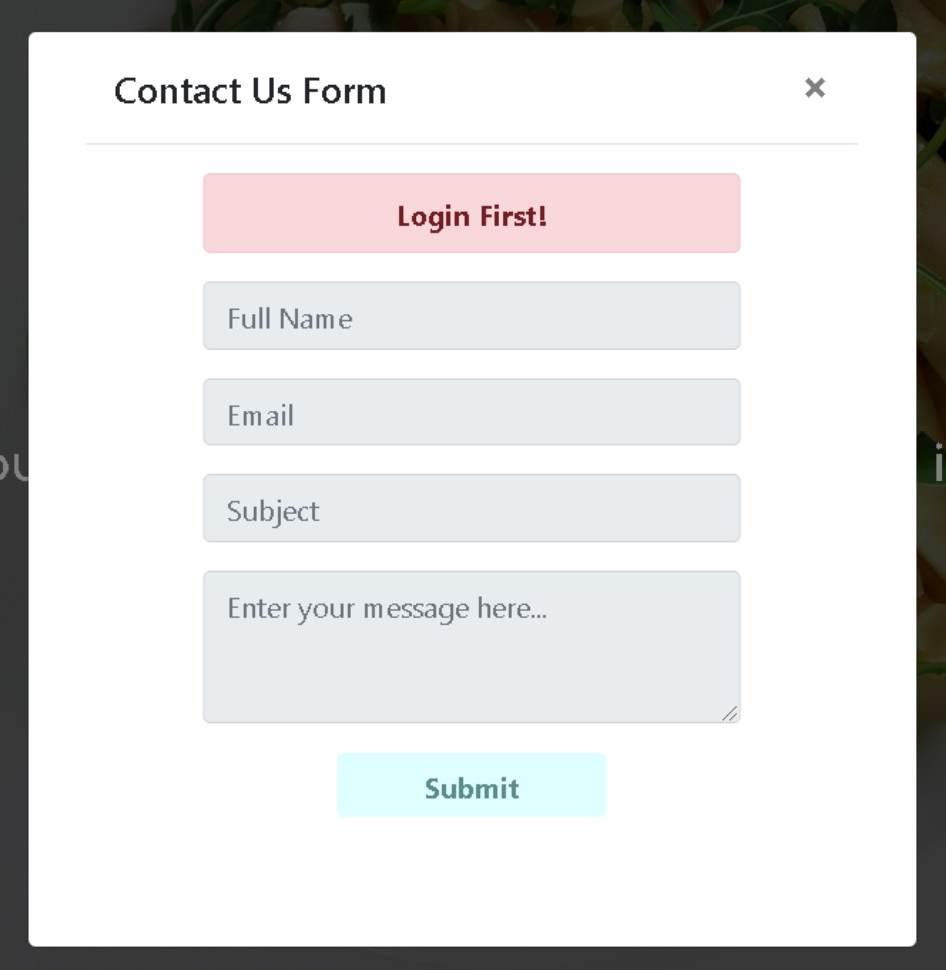 Contact Us Form ×
Login First!
Full Name
Email
Subject
Enter your message here...
Submit